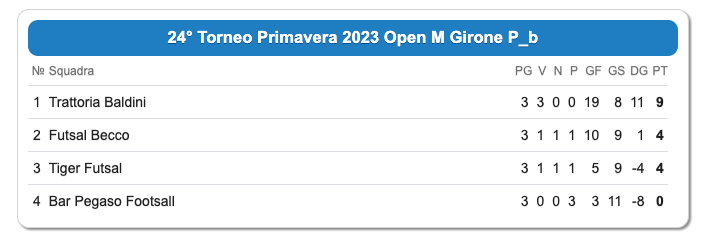 24° Torneo Primavera 2023 Open M Girone P_b
№ Squadra PG V N P GF GS DG PT
1 Trattoria Baldini 3 3 0 0 19 8 11 9
2 Futsal Becco 3 1 1 1 10 9 1 4
3 Tiger Futsal 3 1 1 1 5 9 -4 4
4 Bar Pegaso Footsall 3 0 0 3 3 11 -8 0